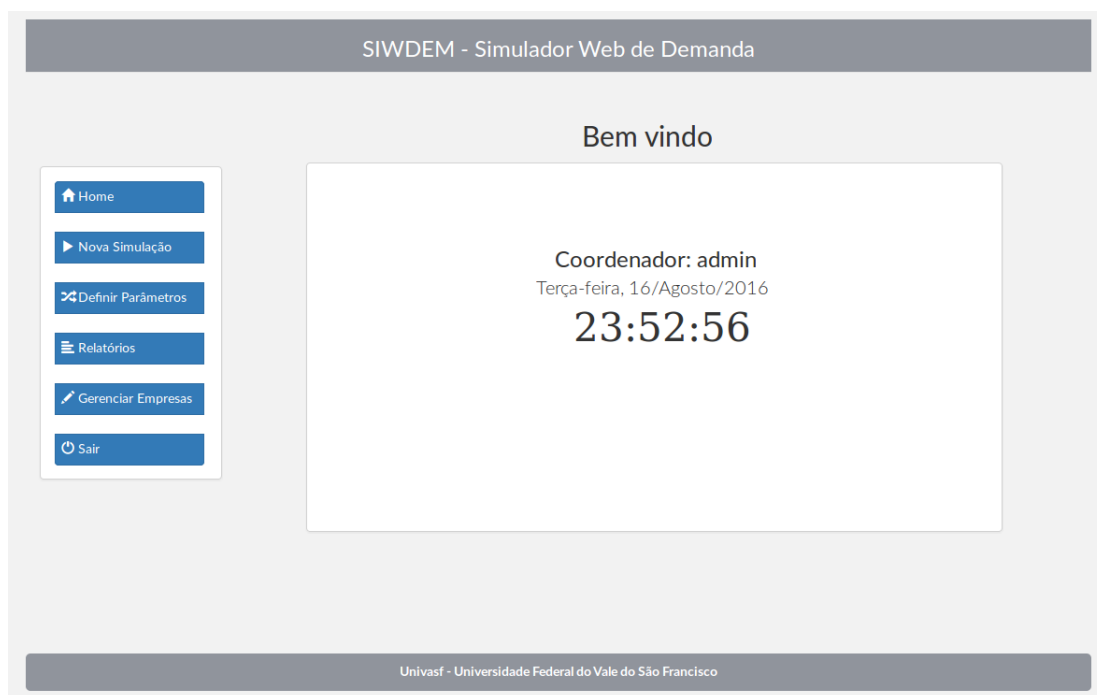 SIWDEM - Simulador Web de Demanda
Bem vindo
Home
Nova Simulação
Definir Parâmetros
Relatórios
Gerenciar Empresas
Sair
Coordenador: admin
Terça-feira, 16/Agosto/2016
23:52:56
Univasf - Universidade Federal do Vale do São Francisco